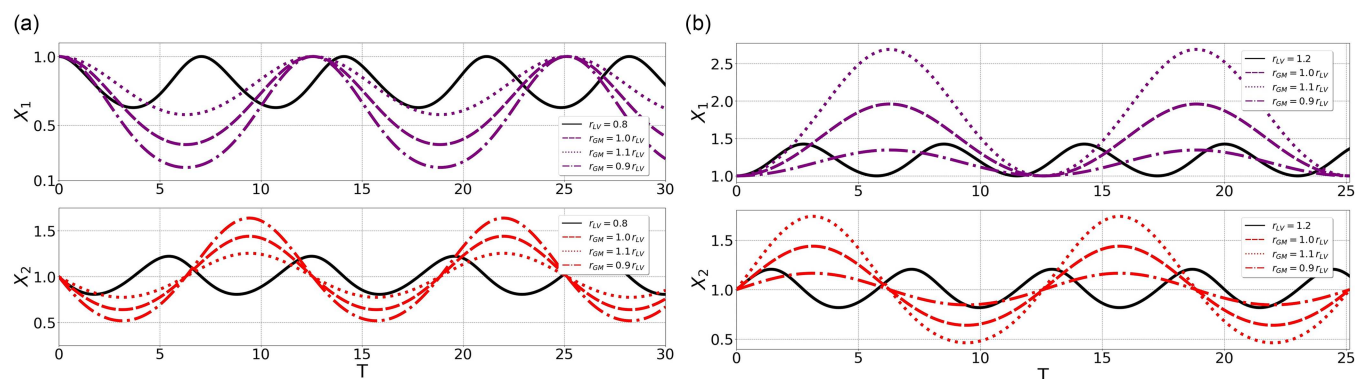 (a)
X₁
1.0
0.5
0.1
r_LV = 0.8
r_GM = 1.0 r_LV
r_GM = 1.1 r_LV
r_GM = 0.9 r_LV
0 5 10 15 20 25 30
X₂
1.5
1.0
0.5
r_LV = 0.8
r_GM = 1.0 r_LV
r_GM = 1.1 r_LV
r_GM = 0.9 r_LV
0 5 10 15 20 25 30
T
(b)
X₁
2.5
2.0
1.5
1.0
r_LV = 1.2
r_GM = 1.0 r_LV
r_GM = 1.1 r_LV
r_GM = 0.9 r_LV
0 5 10 15 20 25
X₂
1.5
1.0
0.5
r_LV = 1.2
r_GM = 1.0 r_LV
r_GM = 1.1 r_LV
r_GM = 0.9 r_LV
0 5 10 15 20 25
T